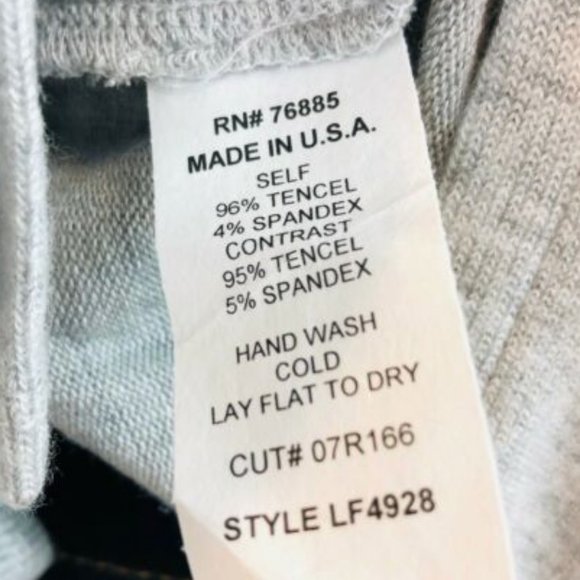 RN# 76885
MADE IN U.S.A.
SELF
96% TENCEL
4% SPANDEX
CONTRAST
95% TENCEL
5% SPANDEX
HAND WASH
COLD
LAY FLAT TO DRY
CUT# 07R166
STYLE LF4928